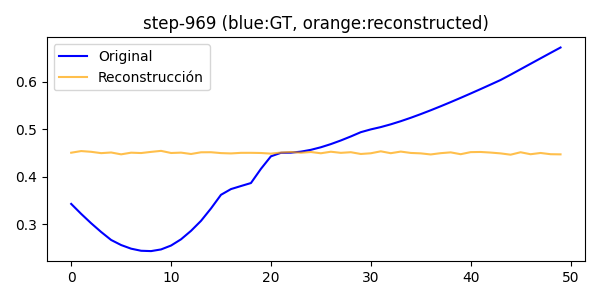 step-969 (blue:GT, orange:reconstructed)
Original
Reconstrucción
0.6
0.5
0.4
0.3
0 10 20 30 40 50